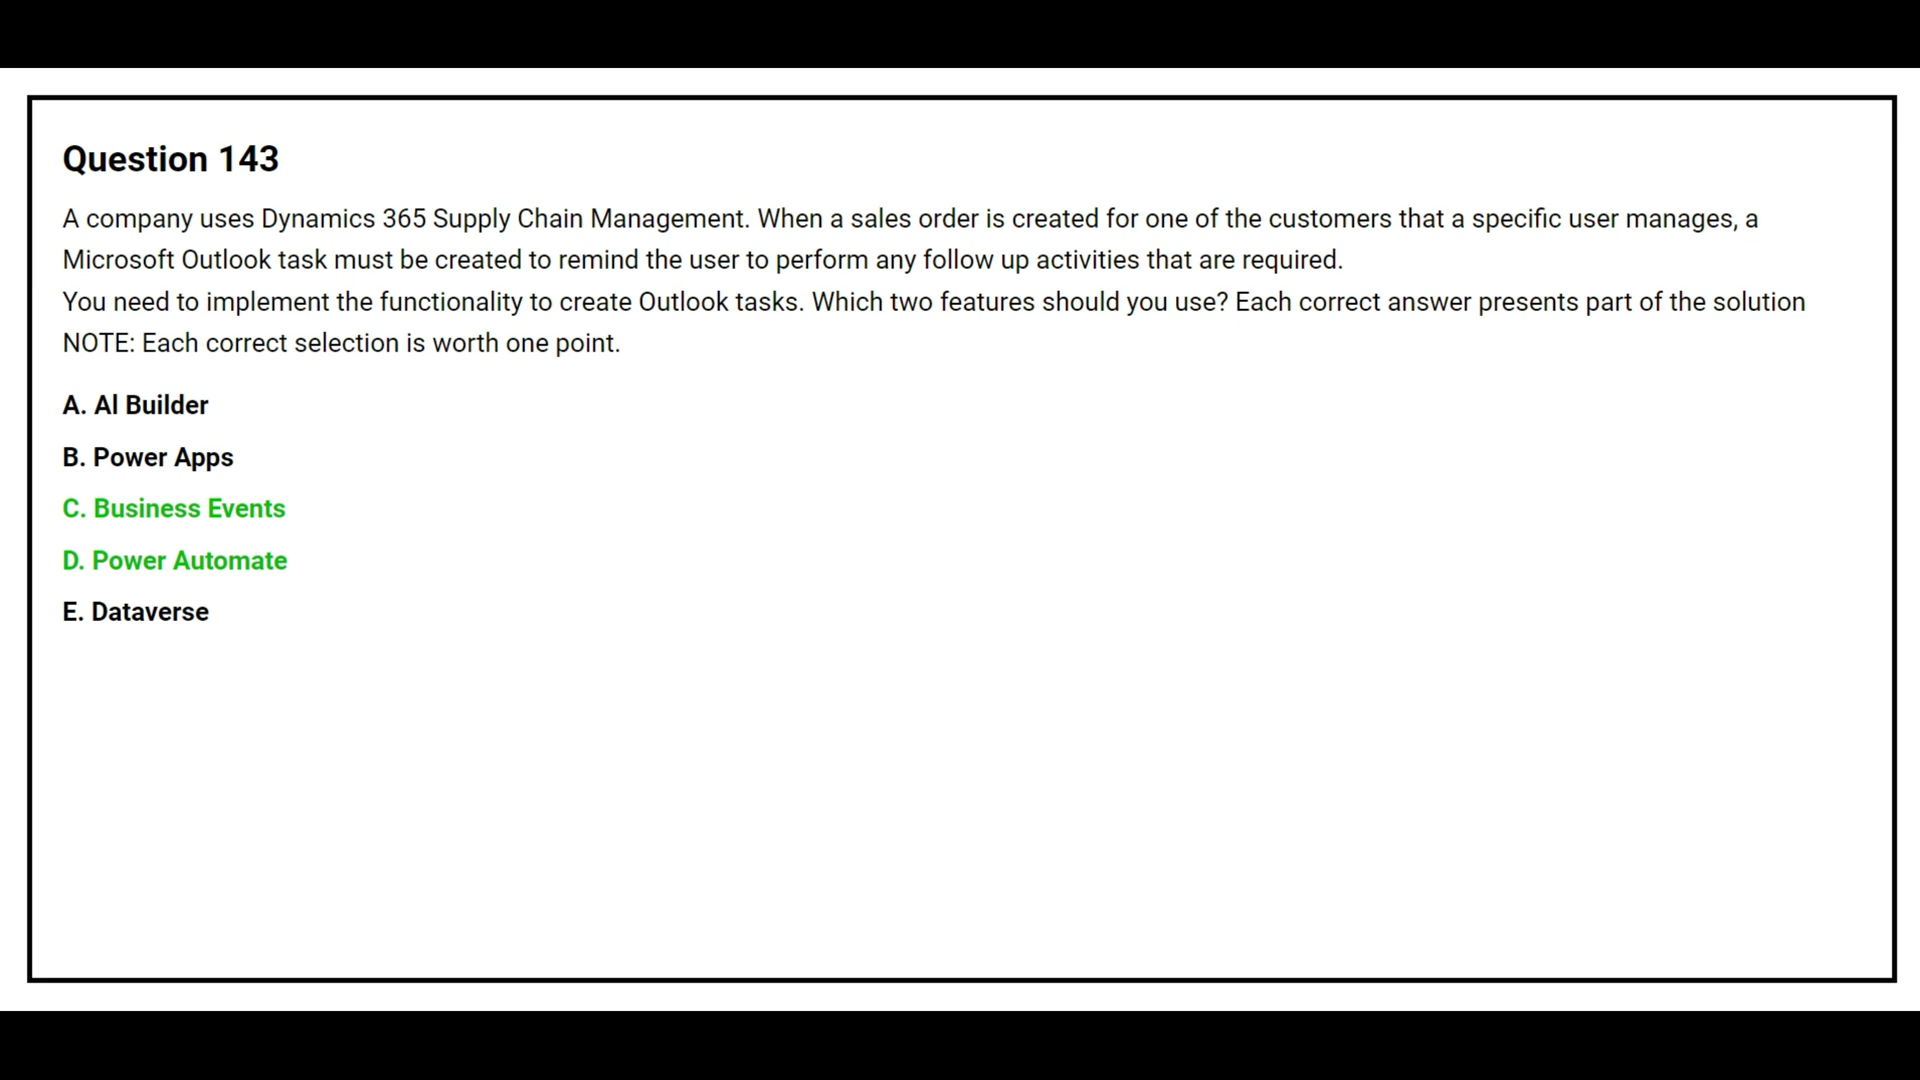 Question 143
A company uses Dynamics 365 Supply Chain Management. When a sales order is created for one of the customers that a specific user manages, a
Microsoft Outlook task must be created to remind the user to perform any follow up activities that are required.
You need to implement the functionality to create Outlook tasks. Which two features should you use? Each correct answer presents part of the solution
NOTE: Each correct selection is worth one point.
A. Al Builder
B. Power Apps
C. Business Events
D. Power Automate
E. Dataverse